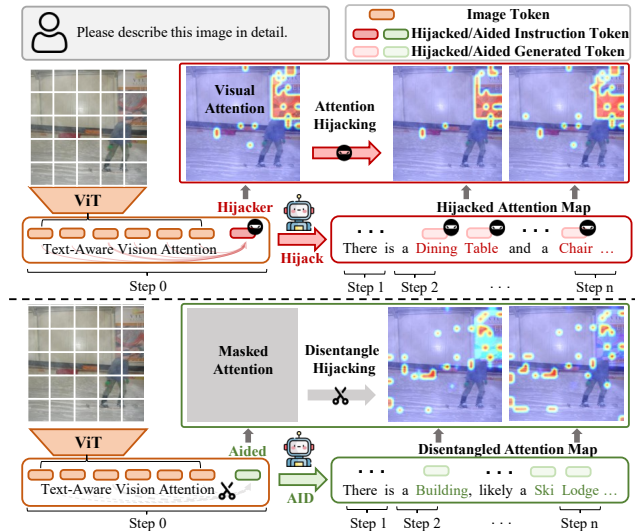 Please describe this image in detail.
Image Token
Hijacked/Aided Instruction Token
Hijacked/Aided Generated Token
Visual
Attention
Attention
Hijacking
ViT
Hijacker
Hijacked Attention Map
Text-Aware Vision Attention
Hijack
There is a Dining Table and a Chair ...
Step 0
Step 1
Step 2
. . .
Step n
Masked
Attention
Disentangle
Hijacking
ViT
Aided
Disentangled Attention Map
Text-Aware Vision Attention
AID
There is a Building, likely a Ski Lodge ...
Step 0
Step 1
Step 2
. . .
Step n